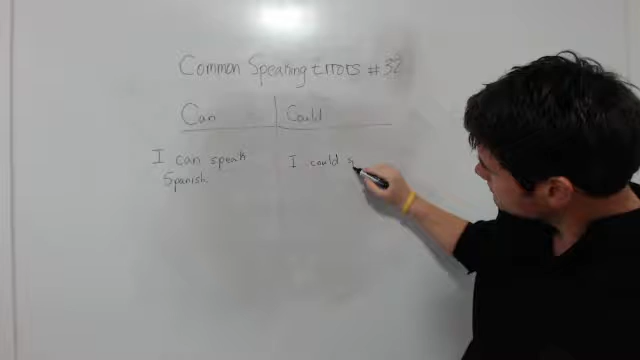 Common Speaking Errors #32
Can Could
I can speak I could s
Spanish